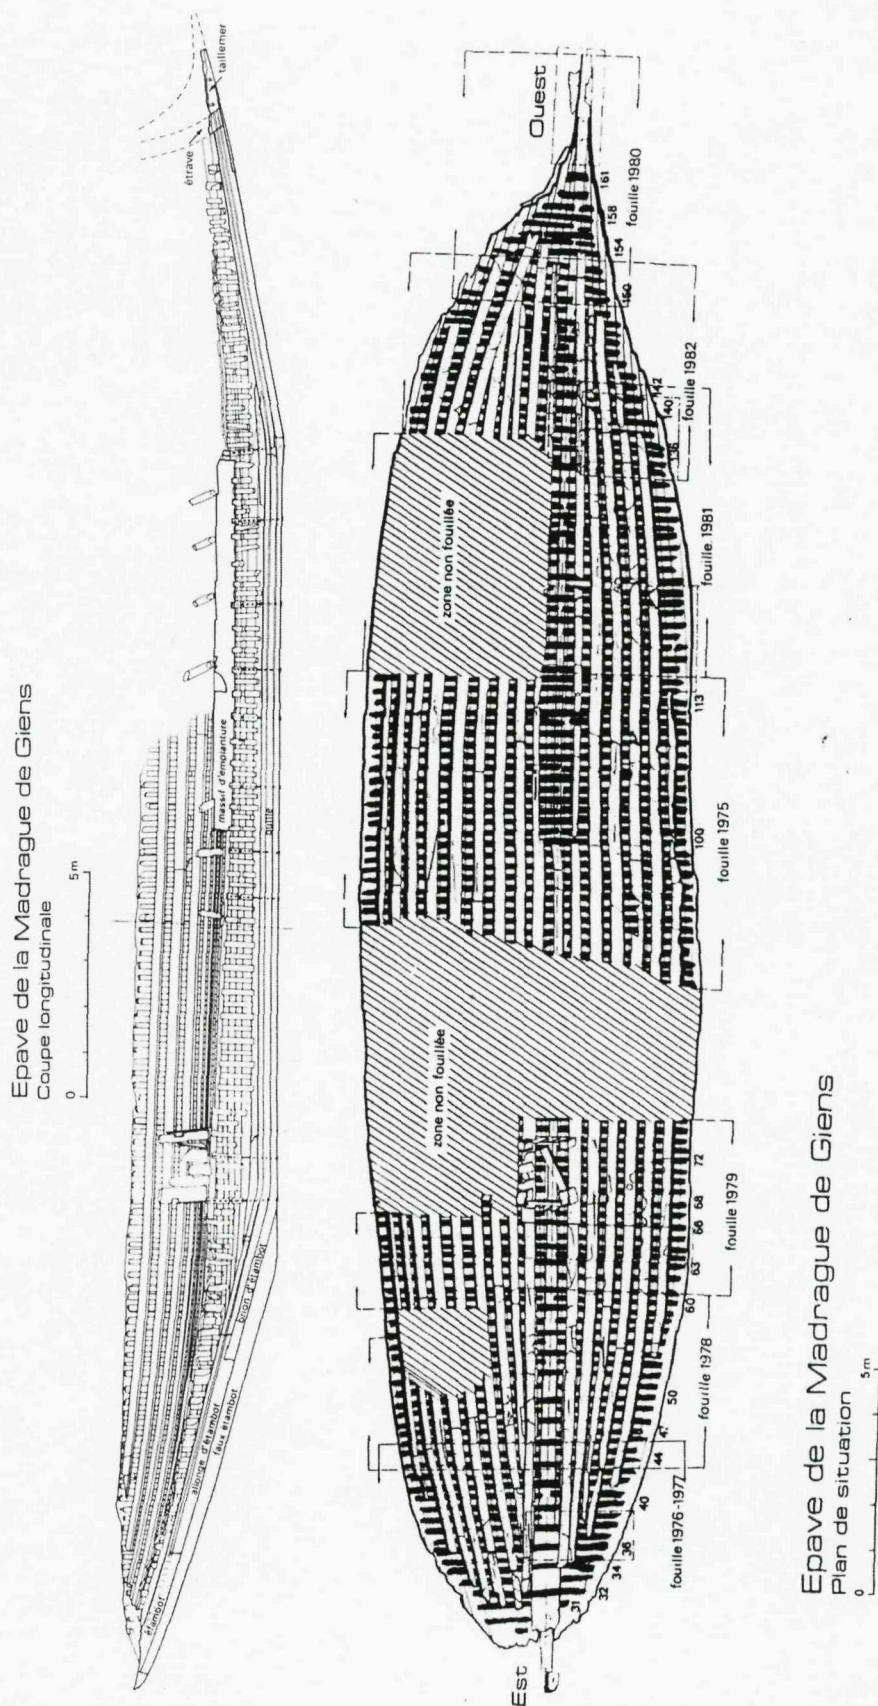 Epave de la Madrague de Giens
Coupe longitudinale
0
5m
étambot
allonge d'étambot
faux étambot
brion d'étambot
quille
massif d'emplanture
étrave
taillemer
Est
Ouest
zone non fouillée
zone non fouillée
31
32
34
36
40
44
47
50
60
63
66
68
72
100
113
136
140
142
150
154
158
161
fouille 1976-1977
fouille 1978
fouille 1979
fouille 1975
fouille 1981
fouille 1982
fouille 1980
Epave de la Madrague de Giens
Plan de situation
0
5m